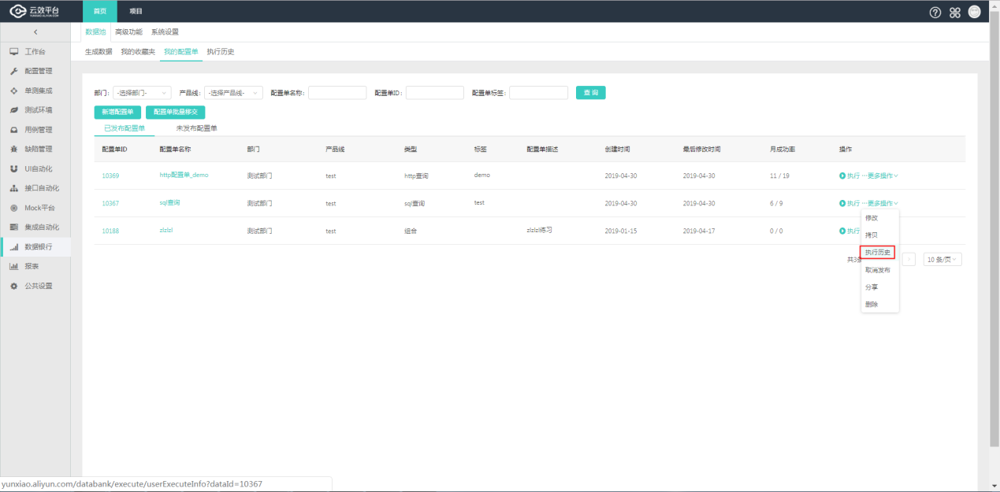 云效平台 首页 项目
YUNXIAO.ALIYUN.COM
数据池 高级功能 系统设置
生成数据 我的收藏夹 我的配置单 执行历史
工作台
配置管理
单测集成
测试环境
用例管理
缺陷管理
UI自动化
接口自动化
Mock平台
集成自动化
数据银行
报表
公共设置
部门: -选择部门- 产品线: -选择产品线- 配置单名称: 配置单ID: 配置单标签: 查询
新增配置单 配置单批量移交
已发布配置单 未发布配置单
配置单ID 配置单名称 部门 产品线 类型 标签 配置单描述 创建时间 最后修改时间 月成功率 操作
10369 http配置单_demo 测试部门 test http查询 demo 2019-04-30 2019-04-30 11 / 19 执行 ···更多操作
10367 sql查询 测试部门 test sql查询 test 2019-04-30 2019-04-30 6 / 9 执行 ···更多操作
10188 zlzlzl 测试部门 test 组合 zlzlzl练习 2019-01-15 2019-04-17 0 / 0 执行
修改
拷贝
执行历史
取消发布
分享
删除
共3条 10 条/页
yunxiao.aliyun.com/databank/execute/userExecuteInfo?dataId=10367